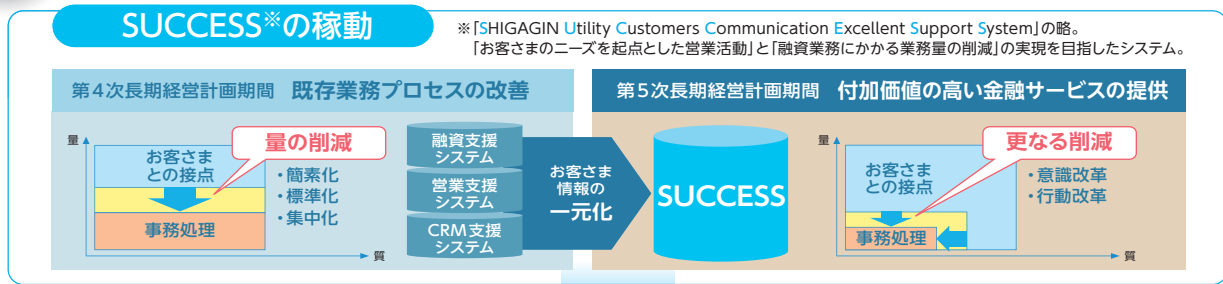 SUCCESS※の稼動
※「SHIGAGIN Utility Customers Communication Excellent Support System」の略。
「お客さまのニーズを起点とした営業活動」と「融資業務にかかる業務量の削減」の実現を目指したシステム。
第4次長期経営計画期間 既存業務プロセスの改善
量
量の削減
お客さま
との接点
・簡素化
・標準化
・集中化
事務処理
質
融資支援
システム
営業支援
システム
CRM支援
システム
お客さま
情報の
一元化
第5次長期経営計画期間 付加価値の高い金融サービスの提供
SUCCESS
量
更なる削減
お客さま
との接点
・意識改革
・行動改革
事務処理
質